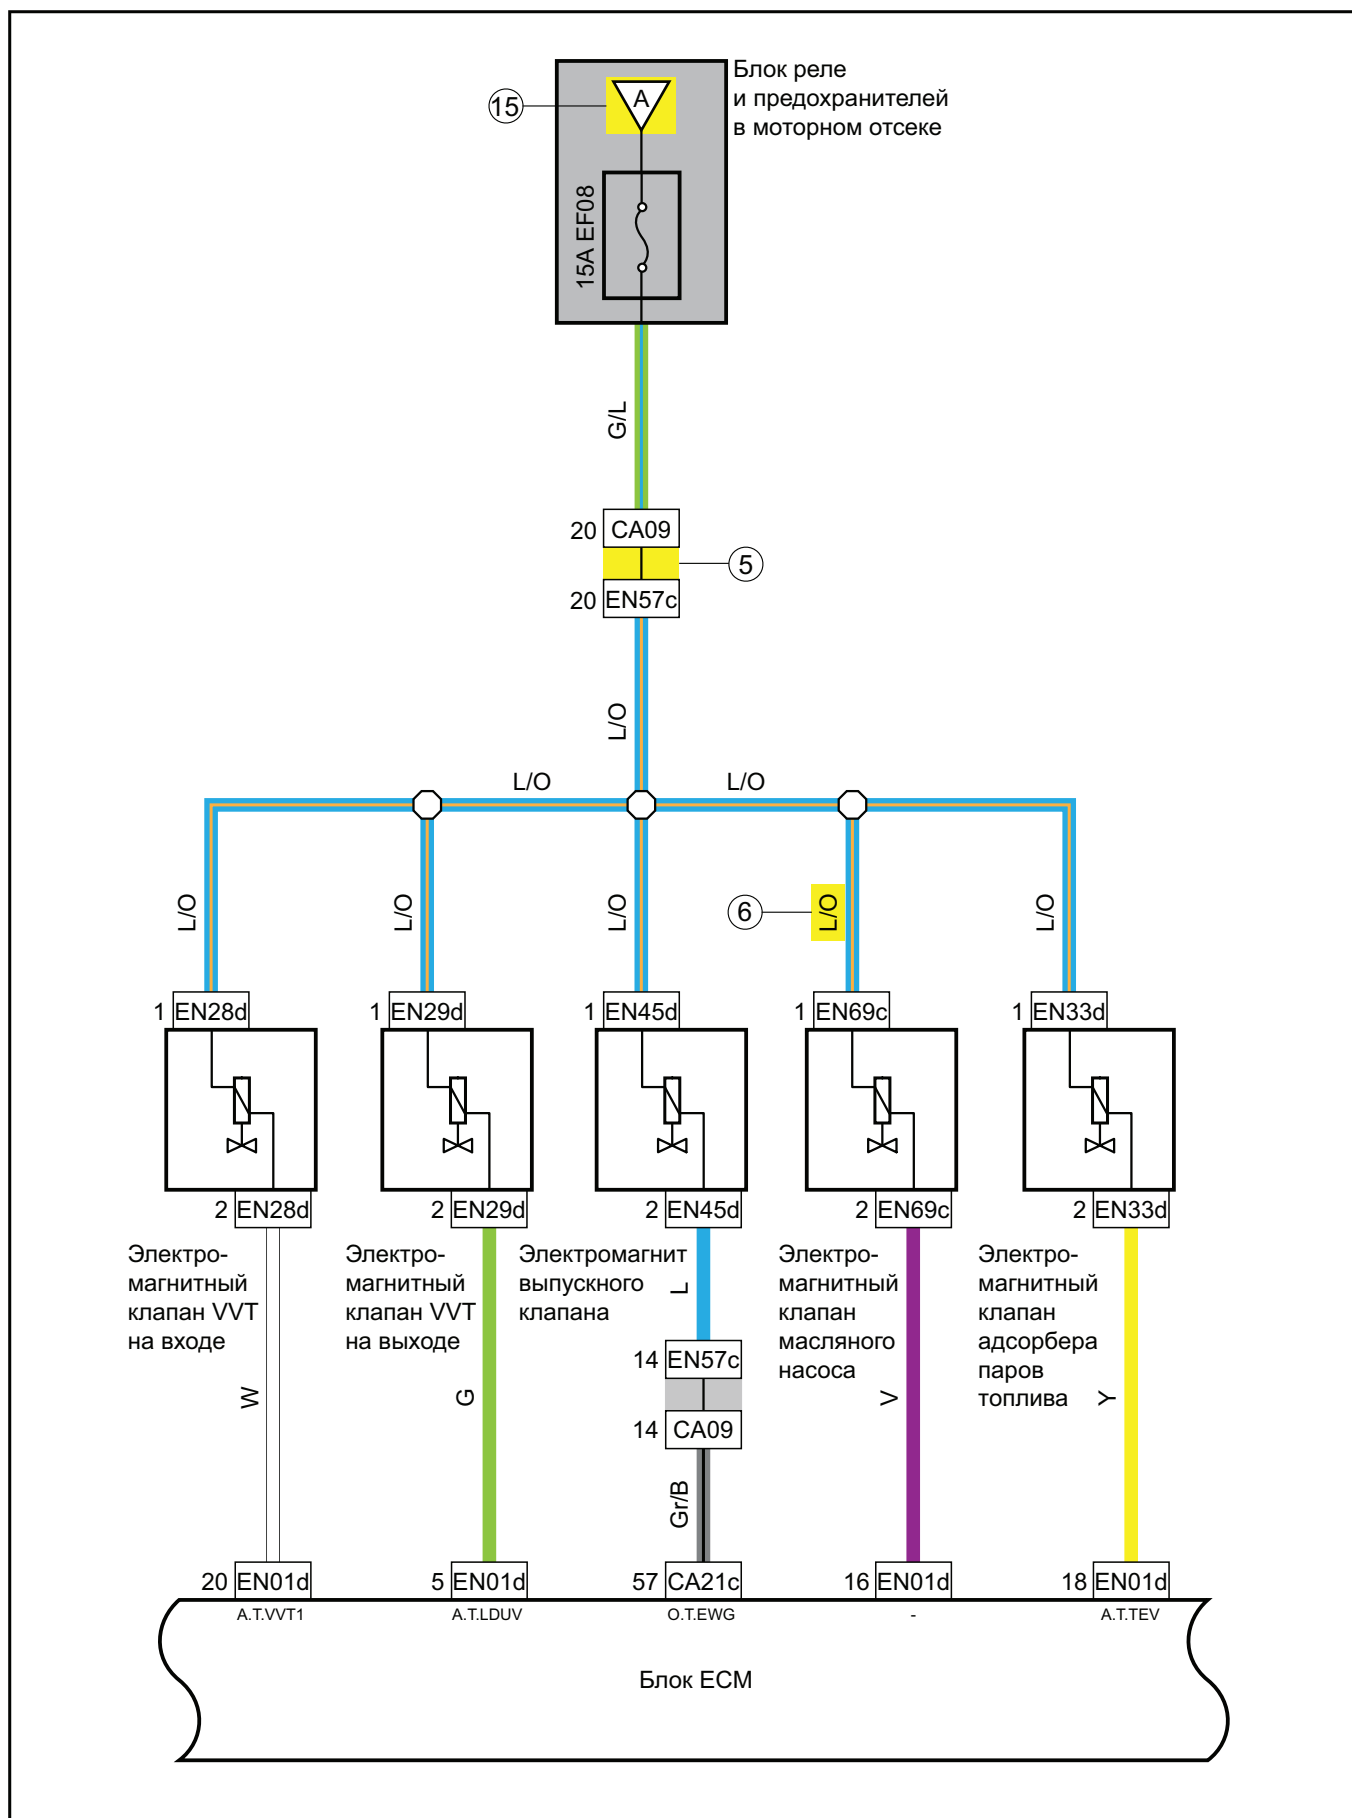 Блок реле
и предохранителей
в моторном отсеке
15
A
15A EF08
G/L
20 CA09
5
20 EN57c
L/O
L/O L/O
L/O L/O L/O 6 L/O L/O
1 EN28d 1 EN29d 1 EN45d 1 EN69c 1 EN33d
2 EN28d 2 EN29d 2 EN45d 2 EN69c 2 EN33d
Электро-
магнитный
клапан VVT
на входе
Электро-
магнитный
клапан VVT
на выходе
Электромагнит
выпускного
клапана
Электро-
магнитный
клапан
масляного
насоса
Электро-
магнитный
клапан
адсорбера
паров
топлива
L
14 EN57c
W G V Y
14 CA09
Gr/B
20 EN01d 5 EN01d 57 CA21c 16 EN01d 18 EN01d
A.T.VVT1 A.T.LDUV O.T.EWG - A.T.TEV
Блок ECM